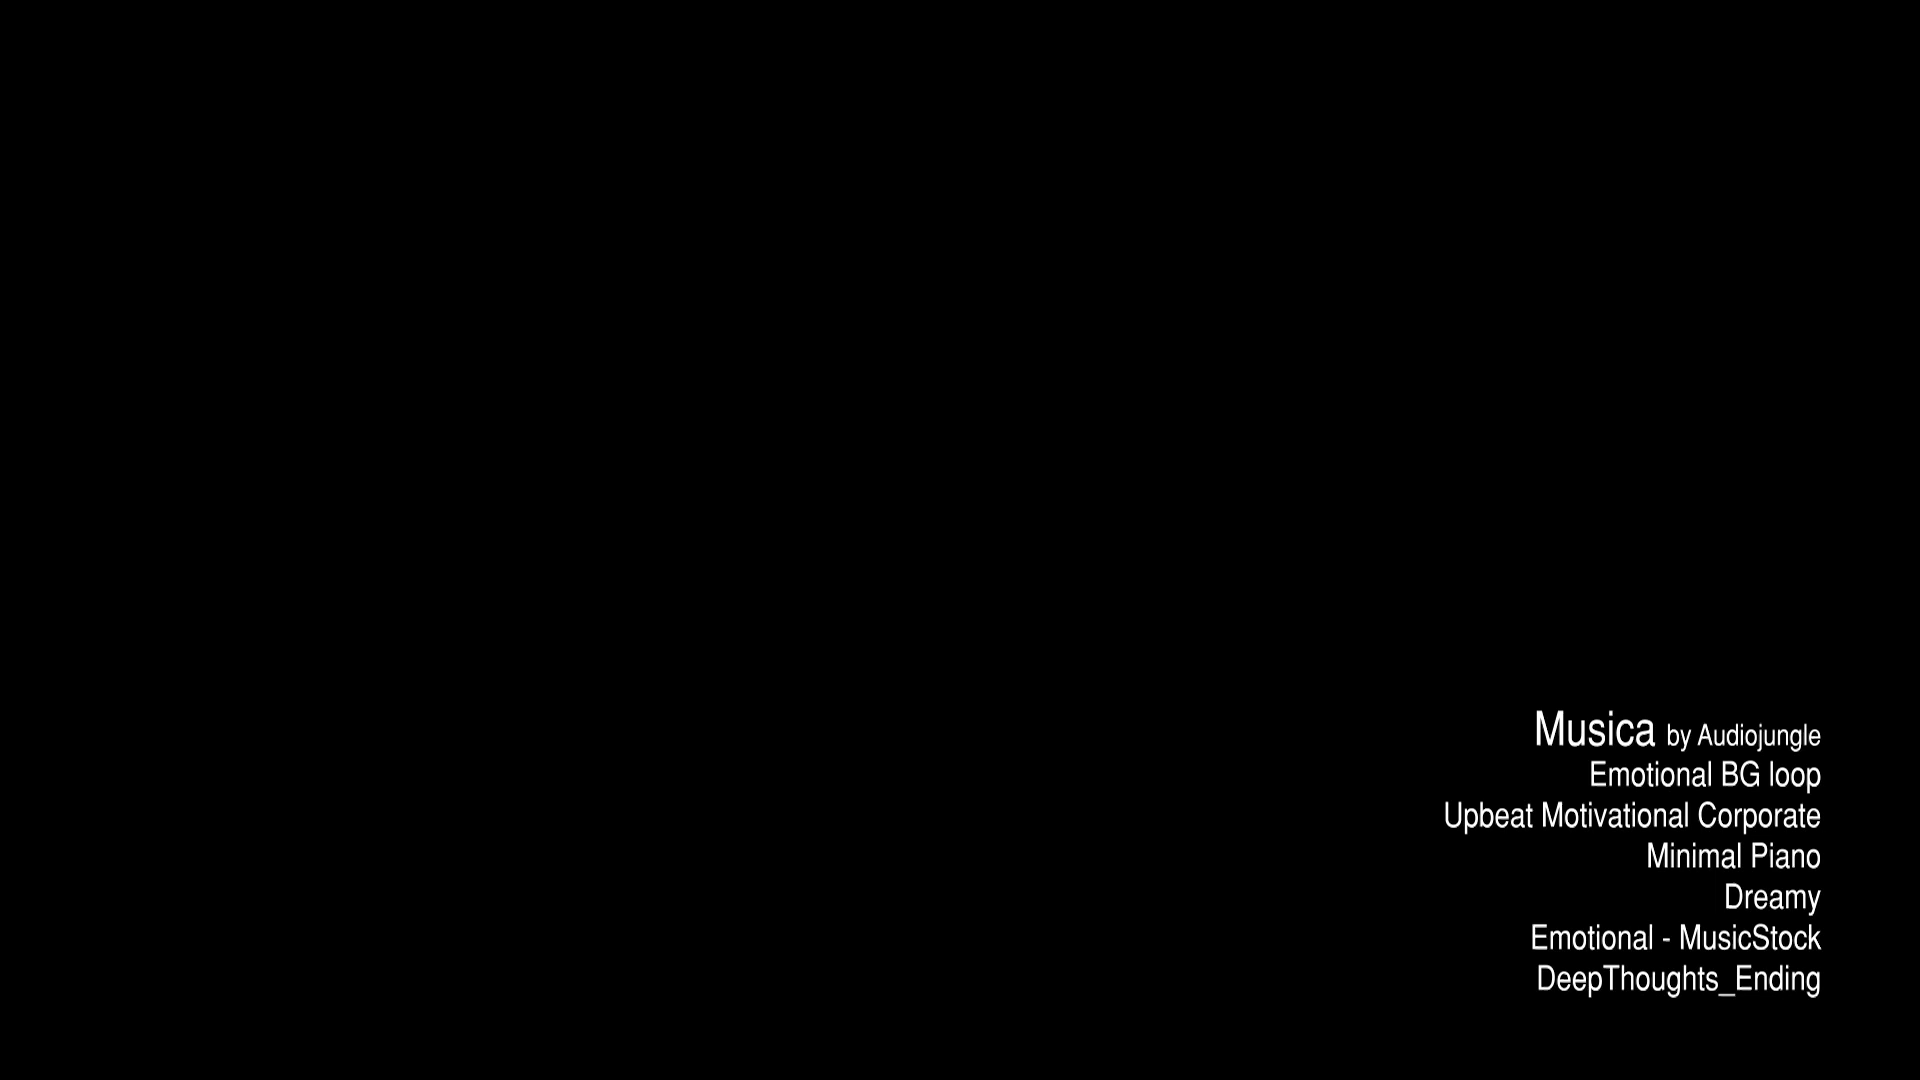 Musica by Audiojungle
Emotional BG loop
Upbeat Motivational Corporate
Minimal Piano
Dreamy
Emotional - MusicStock
DeepThoughts_Ending